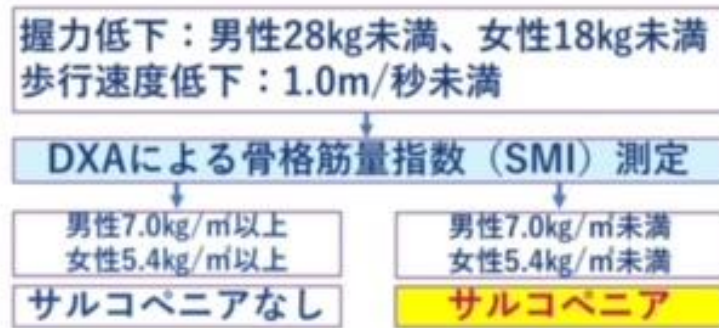 握力低下：男性28kg未満、女性18kg未満
歩行速度低下：1.0m/秒未満
DXAによる骨格筋量指数（SMI）測定
男性7.0kg/㎡以上
女性5.4kg/㎡以上
男性7.0kg/㎡未満
女性5.4kg/㎡未満
サルコペニアなし
サルコペニア